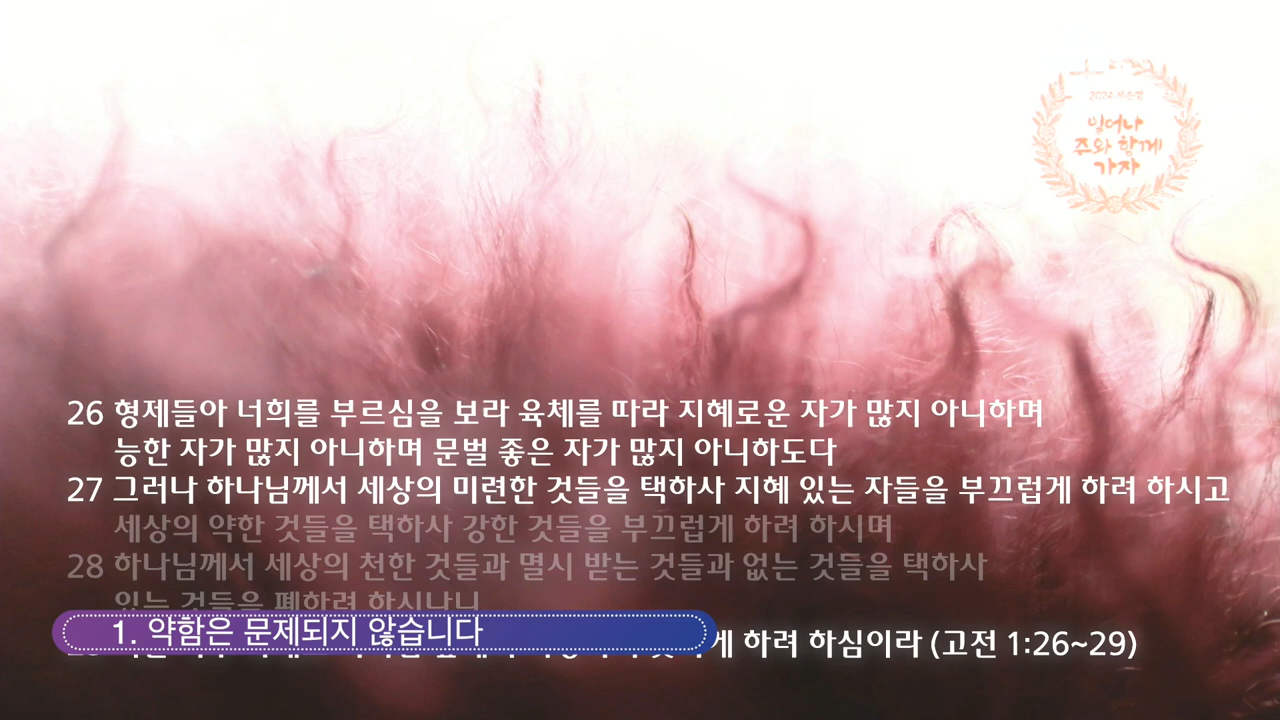 일어나
주와 함께
가자
26 형제들아 너희를 부르심을 보라 육체를 따라 지혜로운 자가 많지 아니하며
능한 자가 많지 아니하며 문벌 좋은 자가 많지 아니하도다
27 그러나 하나님께서 세상의 미련한 것들을 택하사 지혜 있는 자들을 부끄럽게 하려 하시고
세상의 약한 것들을 택하사 강한 것들을 부끄럽게 하려 하시며
28 하나님께서 세상의 천한 것들과 멸시 받는 것들과 없는 것들을 택하사
있는 것들을 폐하려 하시나니
1. 약함은 문제되지 않습니다
하려 하심이라 (고전 1:26~29)